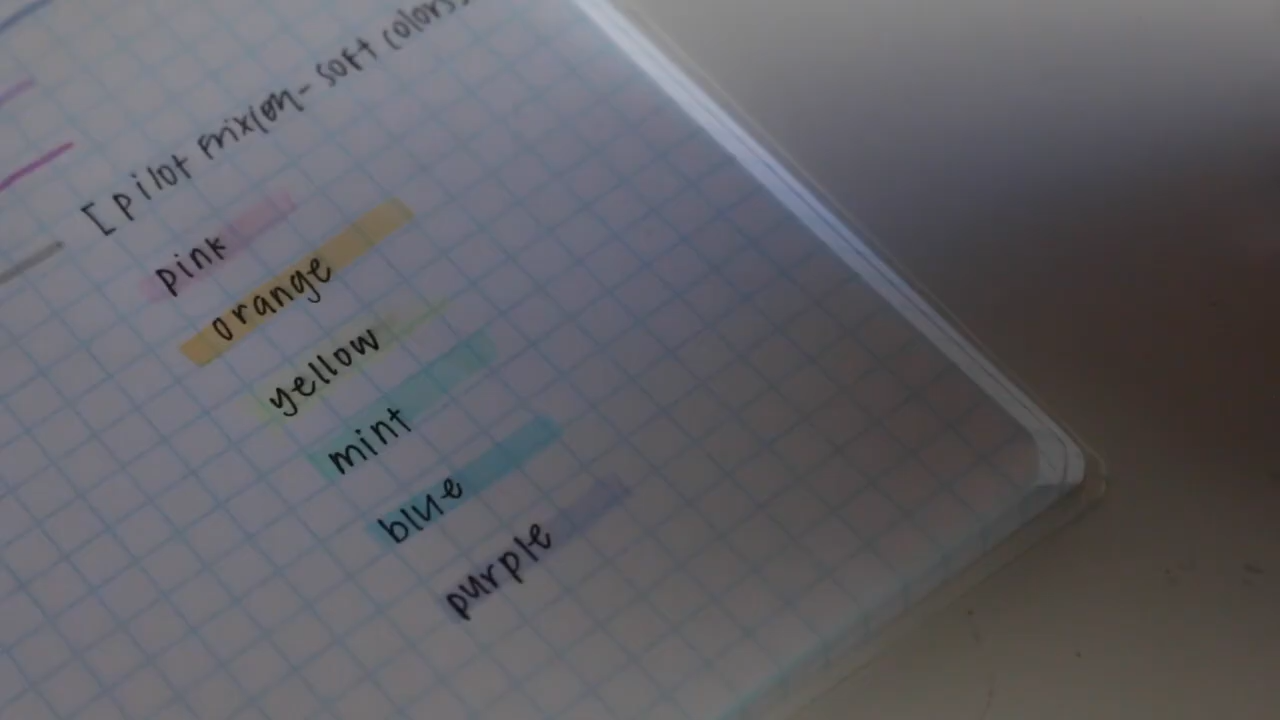 [pilot Frixion- soft colors]
pink
orange
yellow
mint
blue
purple